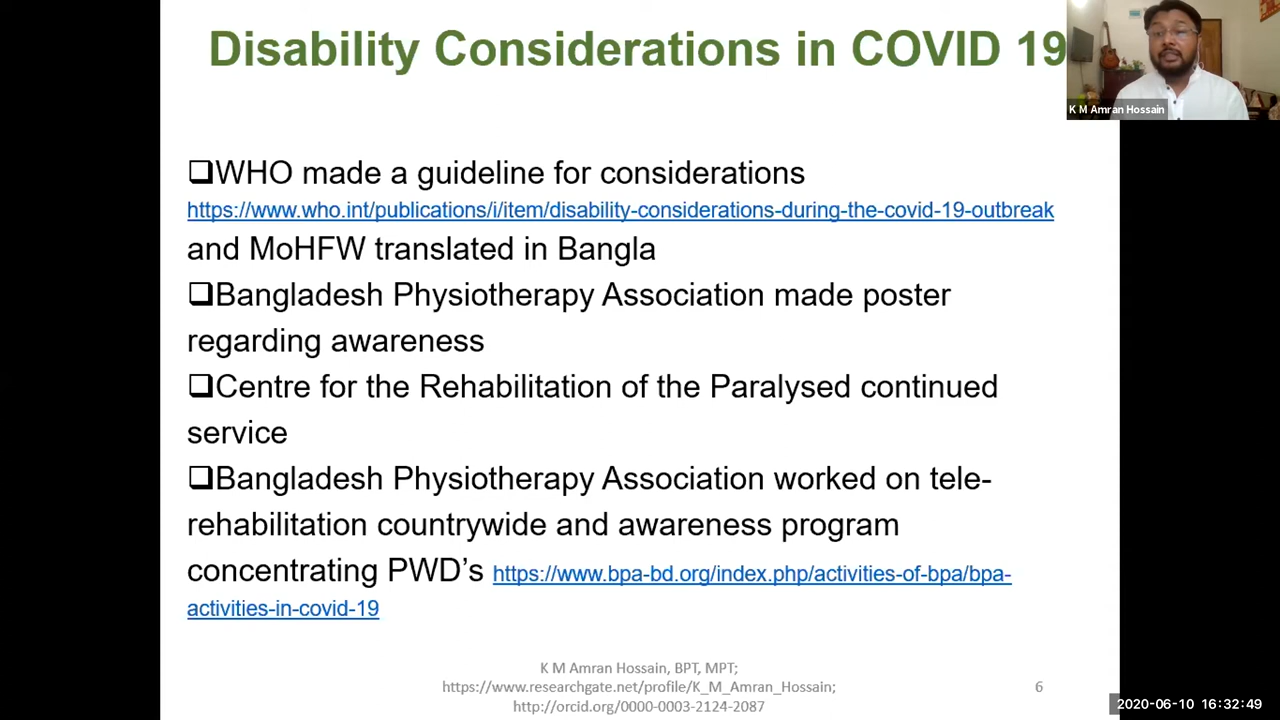 Disability Considerations in COVID 19
K M Amran Hossain
❑WHO made a guideline for considerations
https://www.who.int/publications/i/item/disability-considerations-during-the-covid-19-outbreak
and MoHFW translated in Bangla
❑Bangladesh Physiotherapy Association made poster
regarding awareness
❑Centre for the Rehabilitation of the Paralysed continued
service
❑Bangladesh Physiotherapy Association worked on tele-
rehabilitation countrywide and awareness program
concentrating PWD’s https://www.bpa-bd.org/index.php/activities-of-bpa/bpa-
activities-in-covid-19
K M Amran Hossain, BPT, MPT;
https://www.researchgate.net/profile/K_M_Amran_Hossain;
http://orcid.org/0000-0003-2124-2087
6
2020-06-10 16:32:49